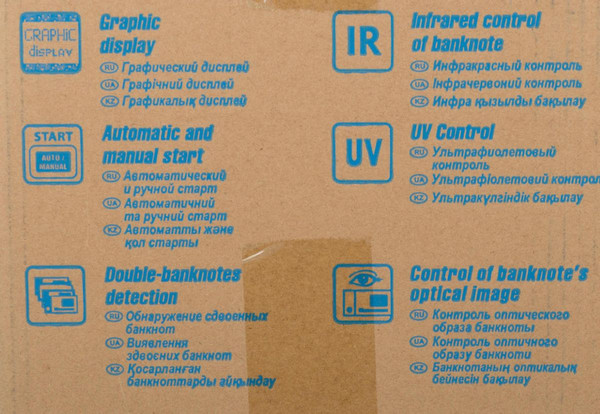 GRAPHIC
DISPLAY
Graphic
display
RU Графический дисплей
UA Графічний дисплей
KZ Графикалық дисплей
START
AUTO /
MANUAL
Automatic and
manual start
RU Автоматический
и ручной старт
UA Автоматичний
та ручний старт
KZ Автоматты және
қол старты
Double-banknotes
detection
RU Обнаружение сдвоенных
банкнот
UA Виявлення
здвоєних банкнот
KZ Қосарланған
банкноттарды айқындау
IR
Infrared control
of banknote
RU Инфракрасный контроль
UA Інфрачервоний контроль
KZ Инфра қызылды бақылау
UV
UV Control
RU Ультрафиолетовый
контроль
UA Ультрафіолетовий контрол
KZ Ультракүлгіндік бақылау
Control of banknote's
optical image
RU Контроль оптического
образа банкноты
UA Контроль оптичного
образу банкноти
KZ Банкнотаның оптикалық
бейнесін бақылау